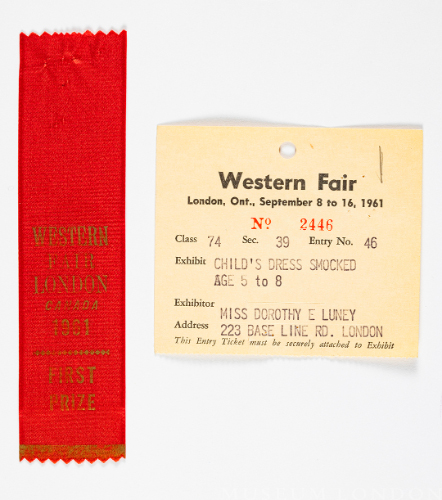 WESTERN
FAIR
LONDON
CANADA
1961
FIRST
PRIZE
Western Fair
London, Ont., September 8 to 16, 1961
Nº 2446
Class 74 Sec. 39 Entry No. 46
Exhibit CHILD'S DRESS SMOCKED
AGE 5 to 8
Exhibitor MISS DOROTHY E LUNEY
Address 223 BASE LINE RD. LONDON
This Entry Ticket must be securely attached to Exhibit